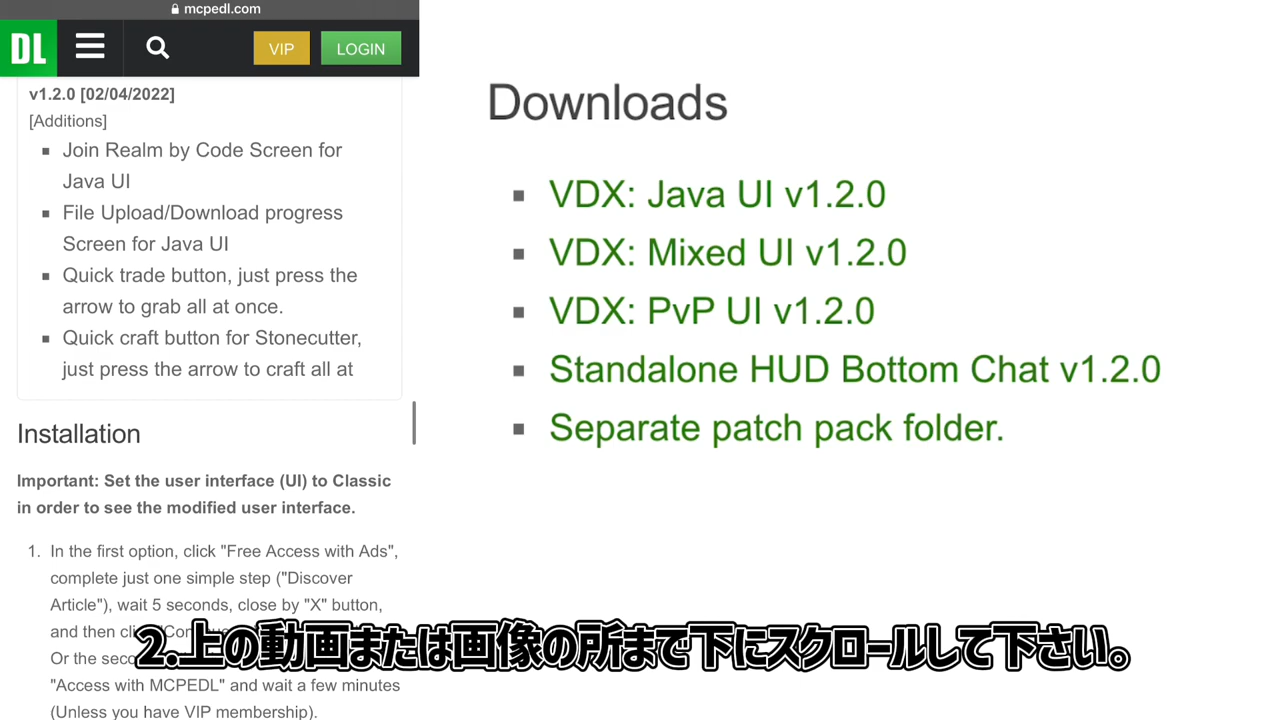 mcpedl.com
DL
VIP
LOGIN
v1.2.0 [02/04/2022]
[Additions]
▪ Join Realm by Code Screen for
Java UI
▪ File Upload/Download progress
Screen for Java UI
▪ Quick trade button, just press the
arrow to grab all at once.
▪ Quick craft button for Stonecutter,
just press the arrow to craft all at
Installation
Important: Set the user interface (UI) to Classic
in order to see the modified user interface.
1. In the first option, click "Free Access with Ads",
complete just one simple step ("Discover
Article"), wait 5 seconds, close by "X" button,
and then
Or the
"Access with MCPEDL" and wait a few minutes
(Unless you have VIP membership).
Downloads
▪ VDX: Java UI v1.2.0
▪ VDX: Mixed UI v1.2.0
▪ VDX: PvP UI v1.2.0
▪ Standalone HUD Bottom Chat v1.2.0
▪ Separate patch pack folder.
2.上の動画または画像の所まで下にスクロールして下さい。